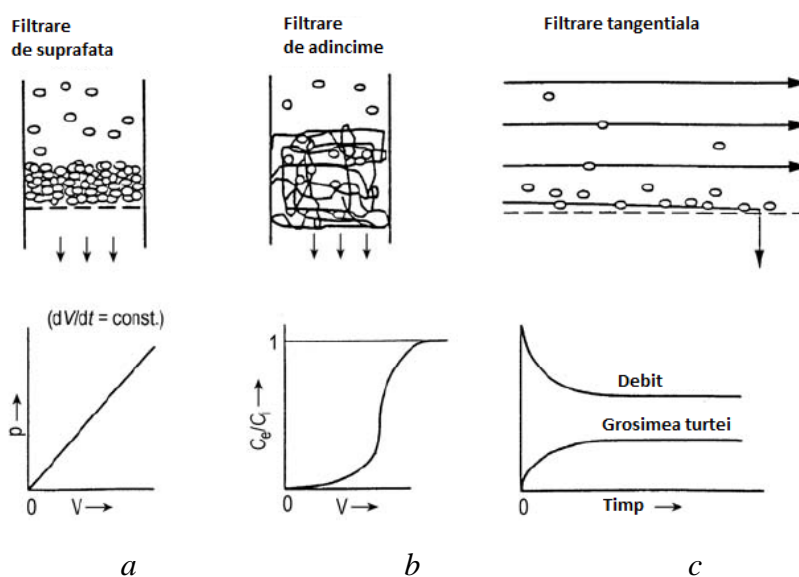 Filtrare
de suprafata
Filtrare
de adincime
Filtrare tangentiala
(dV/dt = const.)
p →
0 V →
1
Ce/Ci →
0 V →
Debit
Grosimea turtei
0 Timp →
a b c